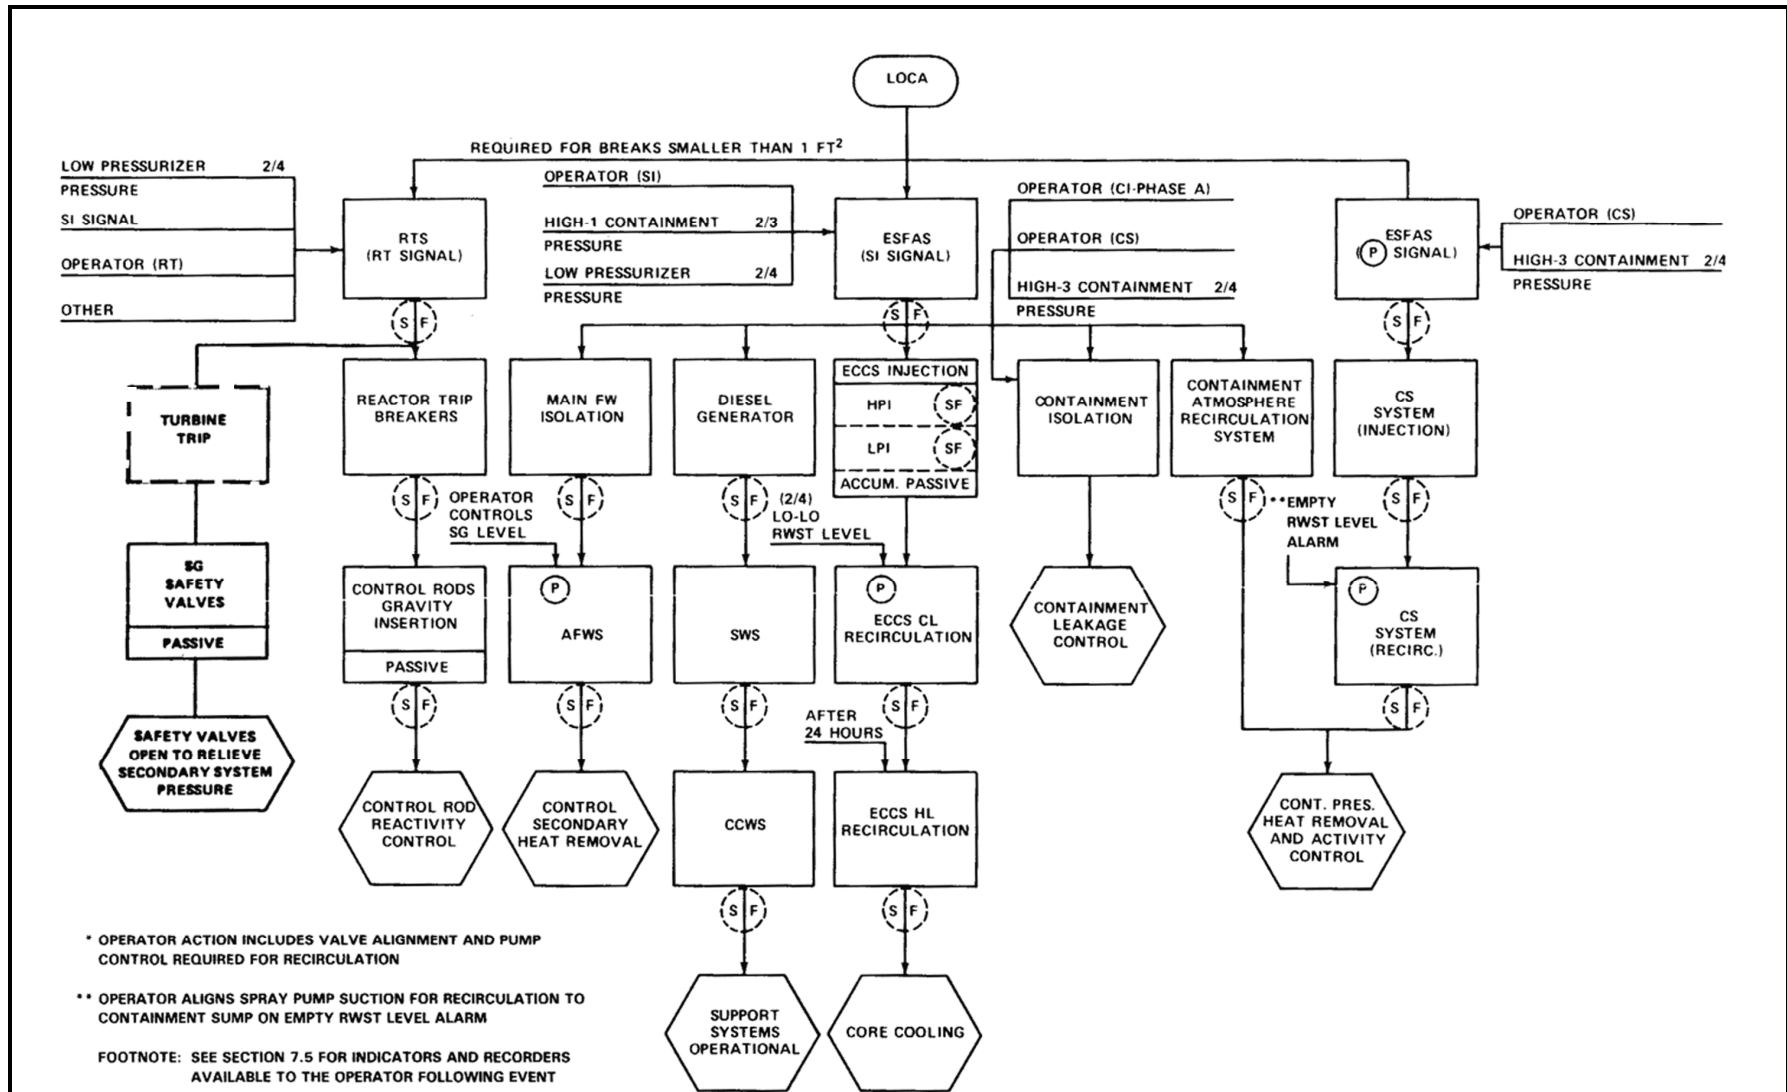 LOCA
REQUIRED FOR BREAKS SMALLER THAN 1 FT²
LOW PRESSURIZER 2/4
PRESSURE
SI SIGNAL
OPERATOR (RT)
OTHER
RTS
(RT SIGNAL)
OPERATOR (SI)
HIGH-1 CONTAINMENT 2/3
PRESSURE
LOW PRESSURIZER 2/4
PRESSURE
ESFAS
(SI SIGNAL)
OPERATOR (CI-PHASE A)
OPERATOR (CS)
HIGH-3 CONTAINMENT 2/4
PRESSURE
ESFAS
(P SIGNAL)
OPERATOR (CS)
HIGH-3 CONTAINMENT 2/4
PRESSURE
S F
S F
S F
TURBINE
TRIP
REACTOR TRIP
BREAKERS
MAIN FW
ISOLATION
DIESEL
GENERATOR
ECCS INJECTION
HPI SF
LPI SF
ACCUM. PASSIVE
CONTAINMENT
ISOLATION
CONTAINMENT
ATMOSPHERE
RECIRCULATION
SYSTEM
CS
SYSTEM
(INJECTION)
S F
OPERATOR
CONTROLS
SG LEVEL
S F
S F
(2/4)
LO-LO
RWST LEVEL
S F
**EMPTY
RWST LEVEL
ALARM
S F
SG
SAFETY
VALVES
PASSIVE
CONTROL RODS
GRAVITY
INSERTION
PASSIVE
P
AFWS
SWS
P
ECCS CL
RECIRCULATION
CONTAINMENT
LEAKAGE
CONTROL
P
CS
SYSTEM
(RECIRC.)
S F
S F
S F
AFTER
24 HOURS
S F
S F
SAFETY VALVES
OPEN TO RELIEVE
SECONDARY SYSTEM
PRESSURE
CONTROL ROD
REACTIVITY
CONTROL
CONTROL
SECONDARY
HEAT REMOVAL
CCWS
ECCS HL
RECIRCULATION
CONT. PRES.
HEAT REMOVAL
AND ACTIVITY
CONTROL
S F
S F
SUPPORT
SYSTEMS
OPERATIONAL
CORE COOLING
* OPERATOR ACTION INCLUDES VALVE ALIGNMENT AND PUMP
CONTROL REQUIRED FOR RECIRCULATION
** OPERATOR ALIGNS SPRAY PUMP SUCTION FOR RECIRCULATION TO
CONTAINMENT SUMP ON EMPTY RWST LEVEL ALARM
FOOTNOTE: SEE SECTION 7.5 FOR INDICATORS AND RECORDERS
AVAILABLE TO THE OPERATOR FOLLOWING EVENT